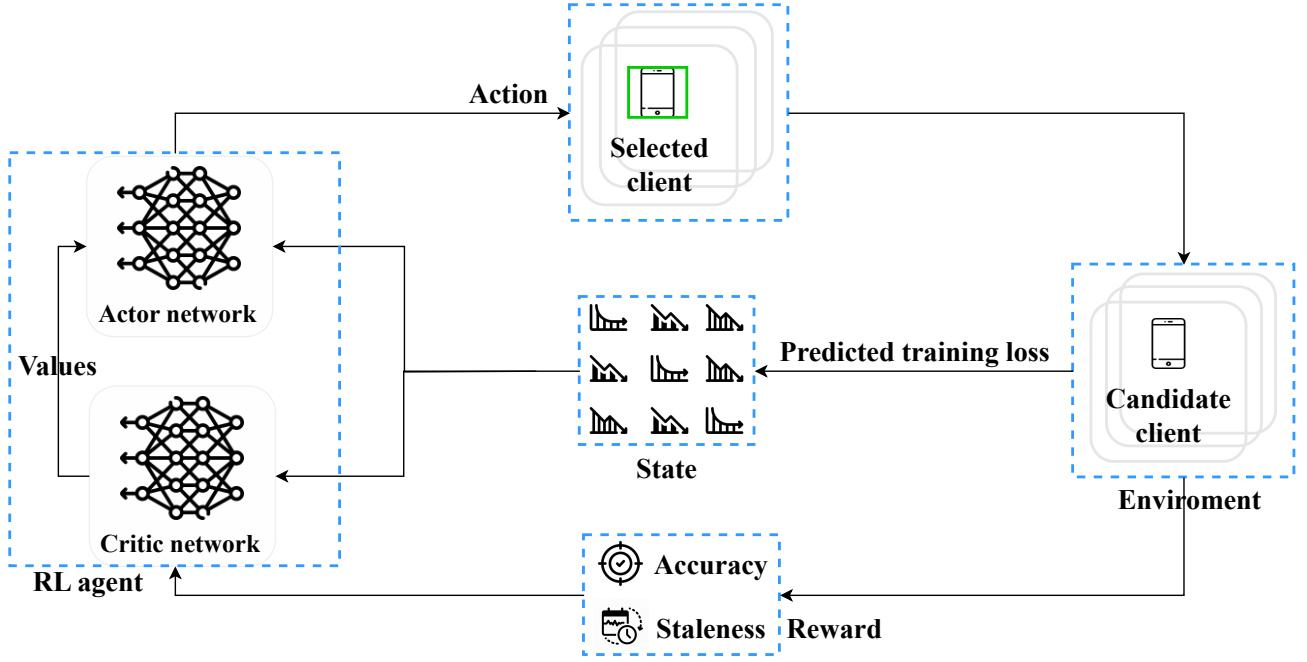 Action
Selected
client
Actor network
Values
Critic network
RL agent
State
Predicted training loss
Candidate
client
Enviroment
Accuracy
Staleness
Reward